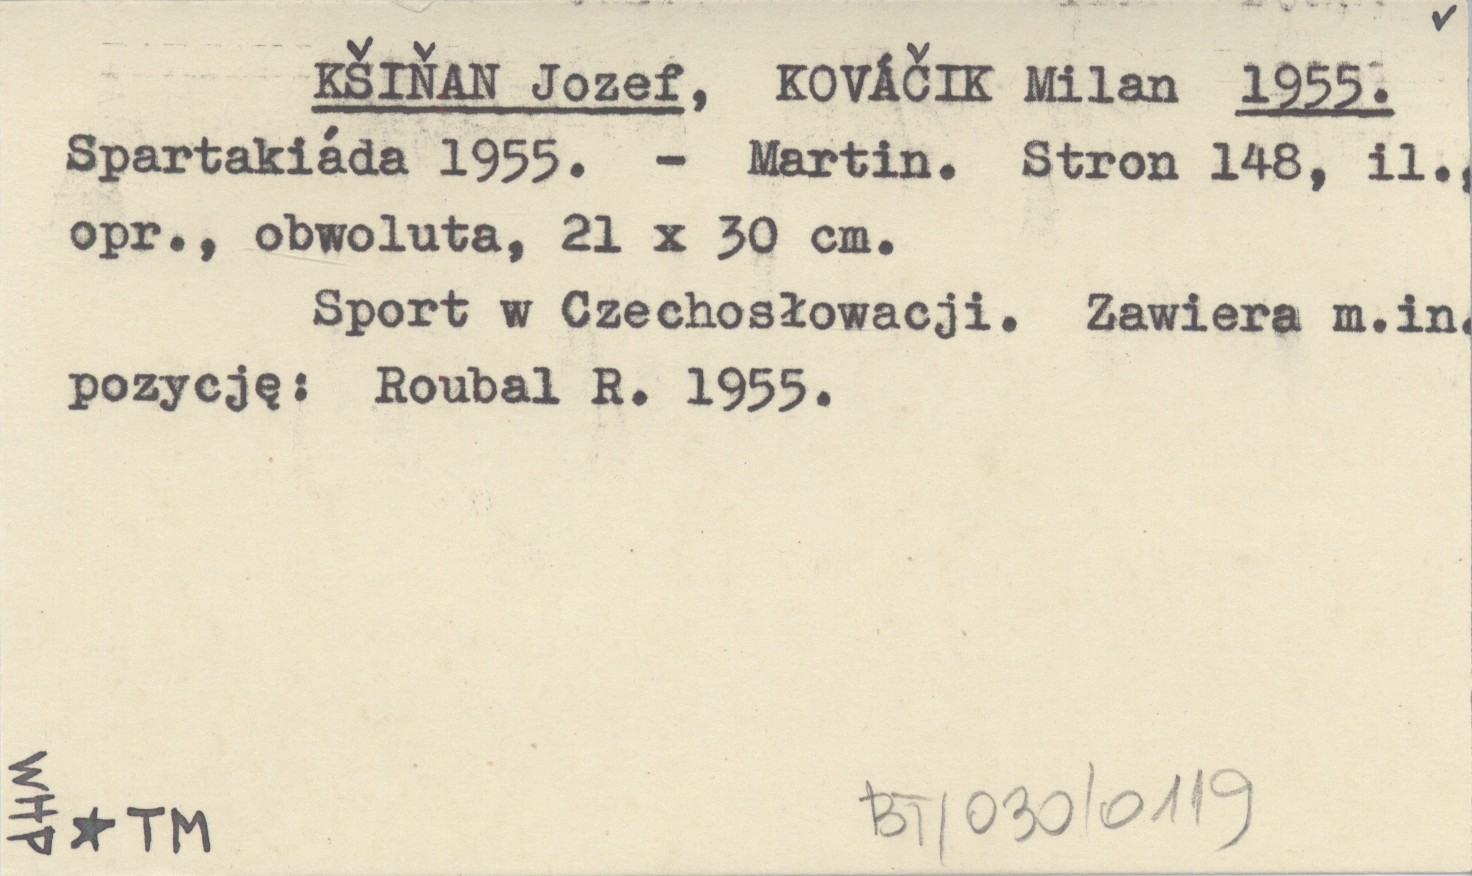 ✓
KŠIŇAN Jozef, KOVÁČIK Milan 1955.
Spartakiáda 1955. - Martin. Stron 148, il.,
opr., obwoluta, 21 x 30 cm.
Sport w Czechosłowacji. Zawiera m.in.
pozycję: Roubal R. 1955.
WHP
★ TM
BT/030/0119